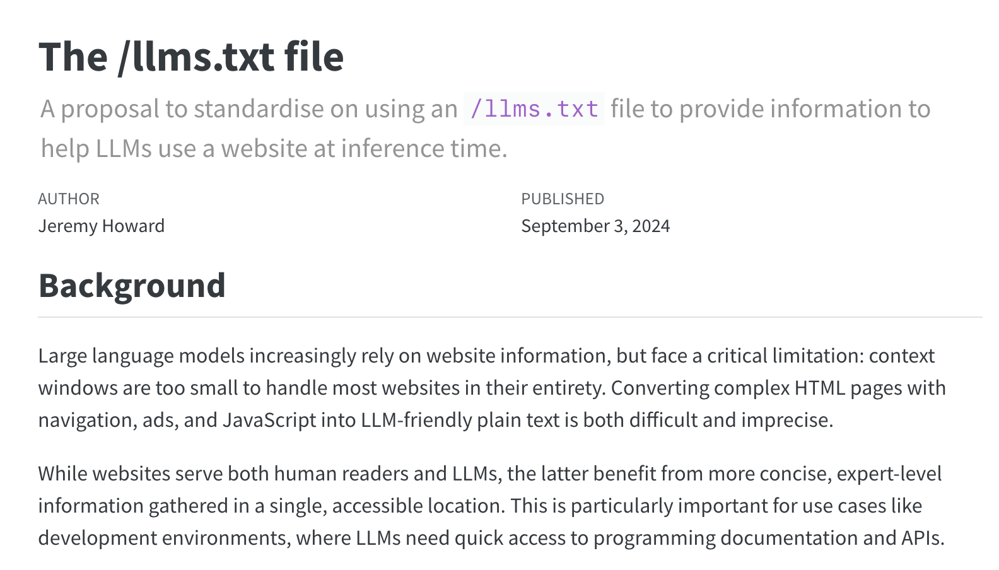 The /llms.txt file
A proposal to standardise on using an /llms.txt file to provide information to
help LLMs use a website at inference time.
AUTHOR
Jeremy Howard
PUBLISHED
September 3, 2024
Background
Large language models increasingly rely on website information, but face a critical limitation: context
windows are too small to handle most websites in their entirety. Converting complex HTML pages with
navigation, ads, and JavaScript into LLM-friendly plain text is both difficult and imprecise.
While websites serve both human readers and LLMs, the latter benefit from more concise, expert-level
information gathered in a single, accessible location. This is particularly important for use cases like
development environments, where LLMs need quick access to programming documentation and APIs.